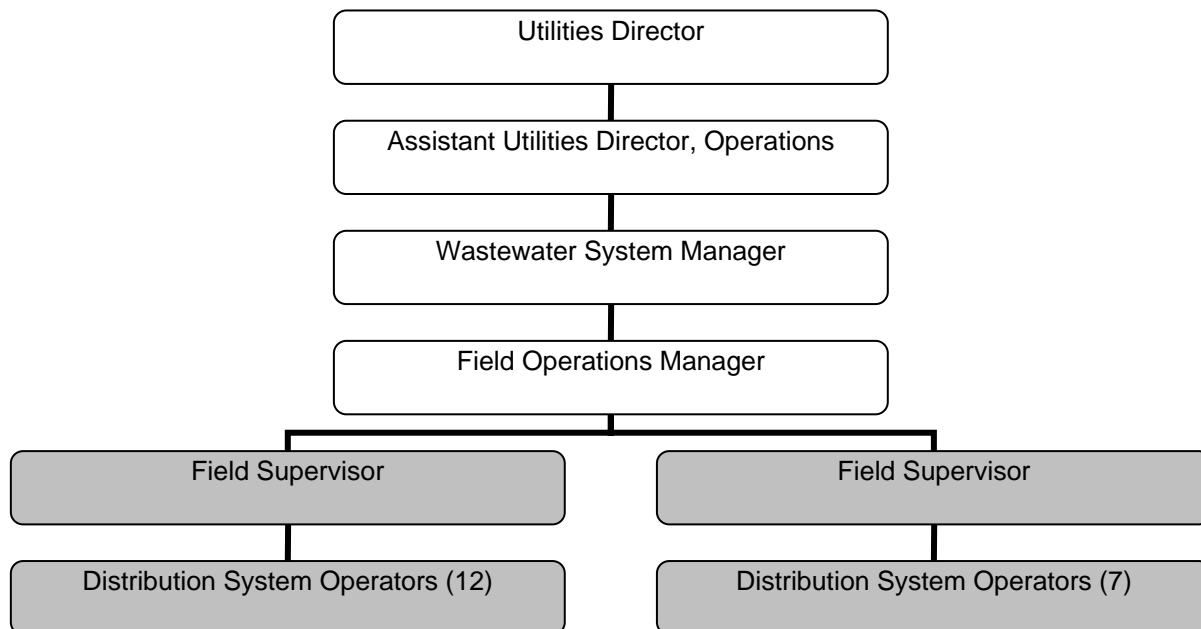 Utilities Director
Assistant Utilities Director, Operations
Wastewater System Manager
Field Operations Manager
Field Supervisor
Field Supervisor
Distribution System Operators (12)
Distribution System Operators (7)